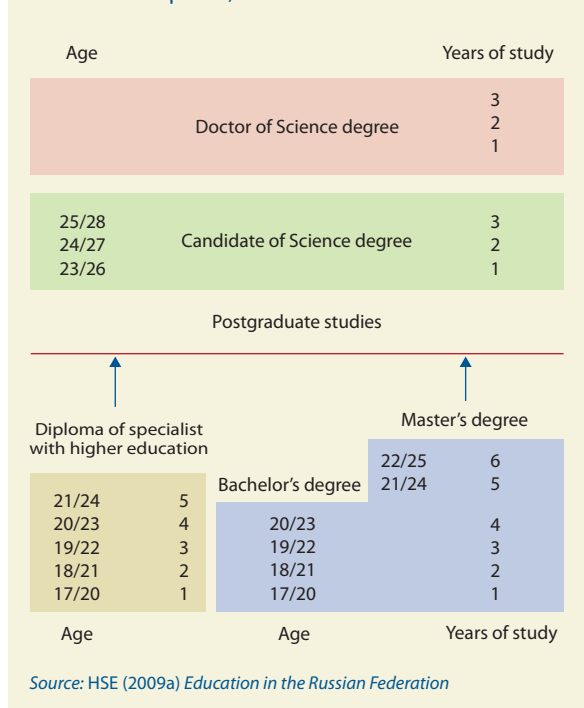 Age Years of study
3
Doctor of Science degree 2
1
25/28 3
24/27 Candidate of Science degree 2
23/26 1
Postgraduate studies
Master's degree
Diploma of specialist
with higher education
22/25 6
Bachelor's degree 21/24 5
21/24 5
20/23 4 20/23 4
19/22 3 19/22 3
18/21 2 18/21 2
17/20 1 17/20 1
Age Age Years of study
Source: HSE (2009a) Education in the Russian Federation